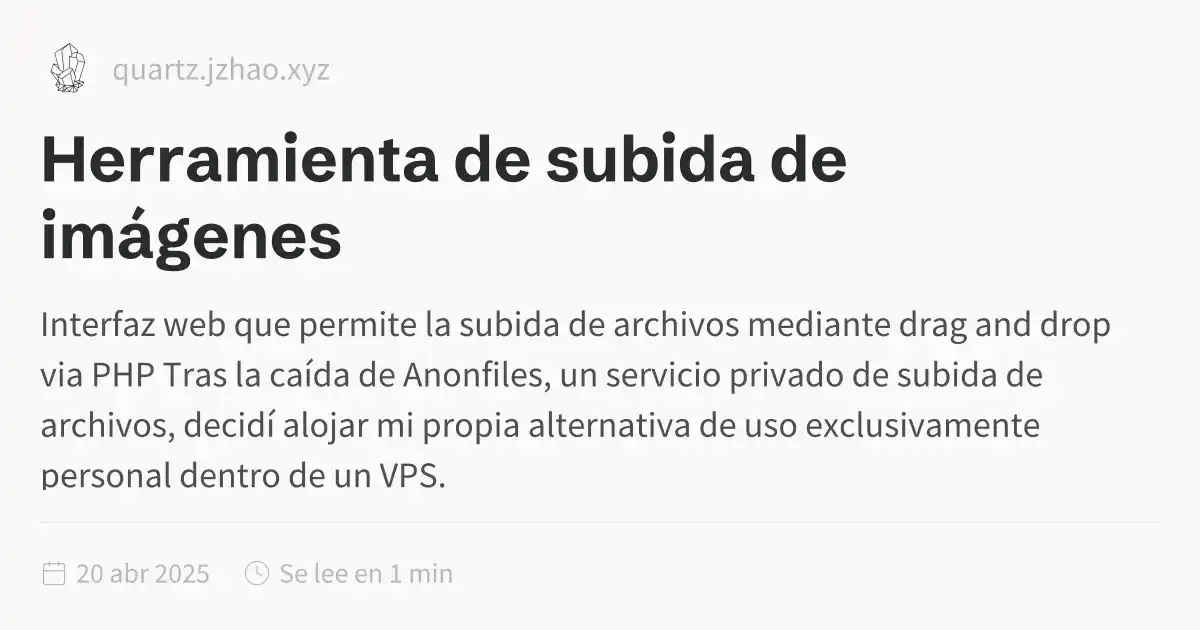 quartz.jzhao.xyz
Herramienta de subida de
imágenes
Interfaz web que permite la subida de archivos mediante drag and drop
via PHP Tras la caída de Anonfiles, un servicio privado de subida de
archivos, decidí alojar mi propia alternativa de uso exclusivamente
personal dentro de un VPS.
20 abr 2025 Se lee en 1 min